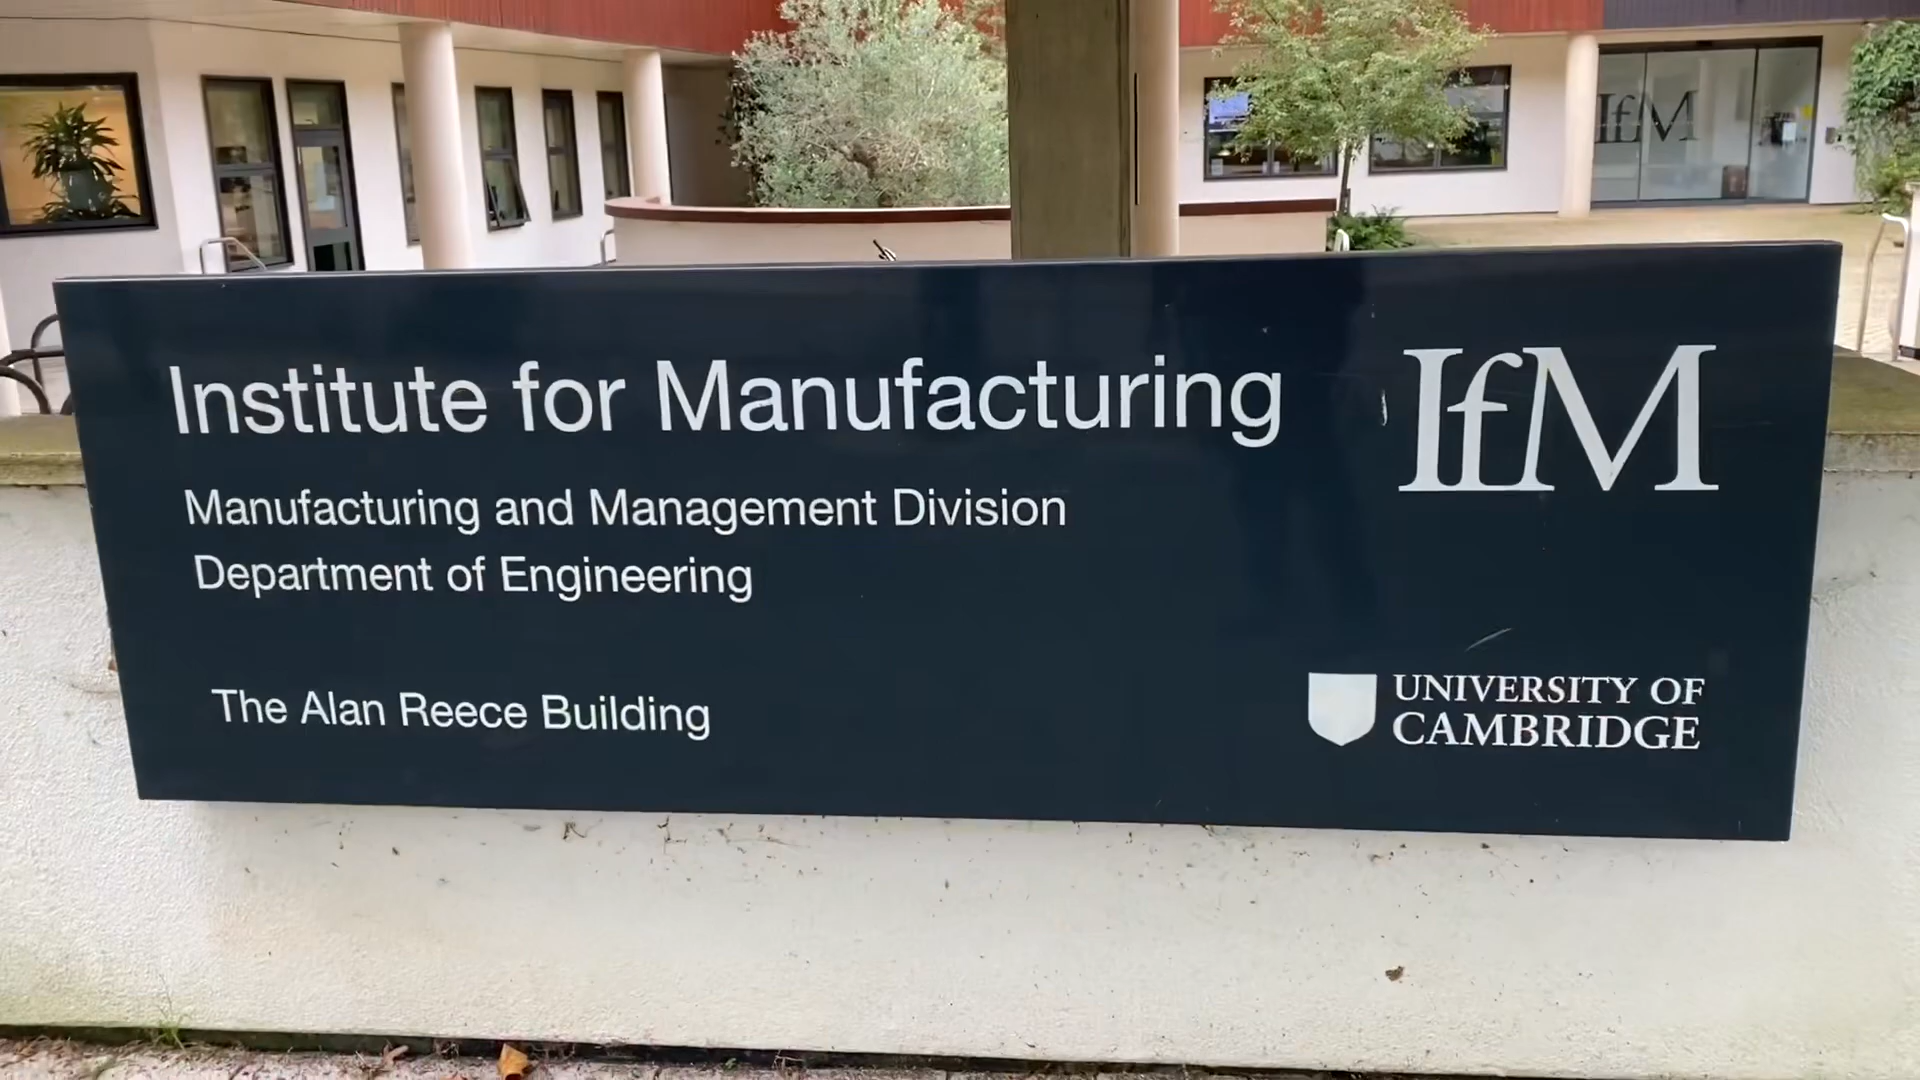 IfM
Institute for Manufacturing
IfM
Manufacturing and Management Division
Department of Engineering
The Alan Reece Building
UNIVERSITY OF
CAMBRIDGE